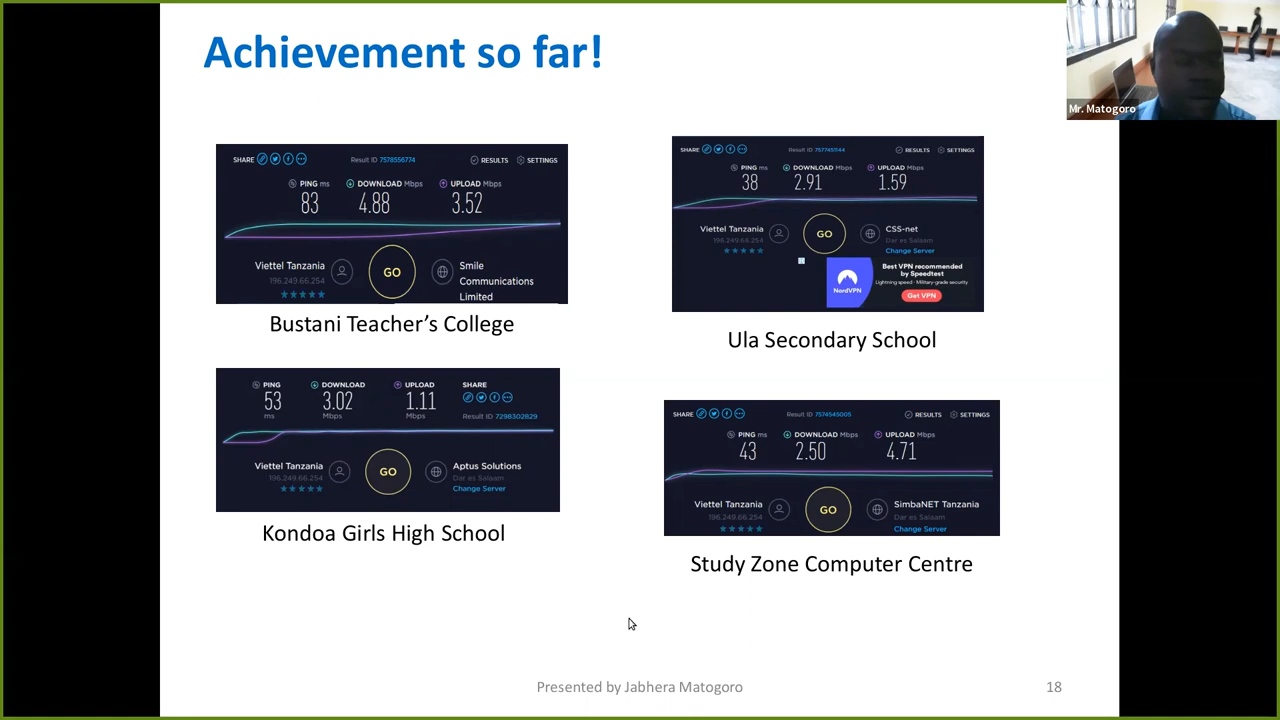 Achievement so far!
Mr. Matogoro
SHARE
Result ID 7578556774
RESULTS
SETTINGS
PING ms
DOWNLOAD Mbps
UPLOAD Mbps
83
4.88
3.52
Viettel Tanzania
196.249.66.254
GO
Smile
Communications
Limited
Bustani Teacher's College
SHARE
Result ID 7577451144
RESULTS
SETTINGS
PING ms
DOWNLOAD Mbps
UPLOAD Mbps
38
2.91
1.59
Viettel Tanzania
196.249.66.254
GO
CSS-net
Dar es Salaam
Change Server
NordVPN
Best VPN recommended
by Speedtest
Lightning speed · Military-grade security
Get VPN
Ula Secondary School
PING
DOWNLOAD
UPLOAD
SHARE
53
3.02
1.11
ms
Mbps
Mbps
Result ID 7298302829
Viettel Tanzania
196.249.66.254
GO
Aptus Solutions
Dar es Salaam
Change Server
Kondoa Girls High School
SHARE
Result ID 7574545005
RESULTS
SETTINGS
PING ms
DOWNLOAD Mbps
UPLOAD Mbps
43
2.50
4.71
Viettel Tanzania
196.249.66.254
GO
SimbaNET Tanzania
Dar es Salaam
Change Server
Study Zone Computer Centre
Presented by Jabhera Matogoro
18